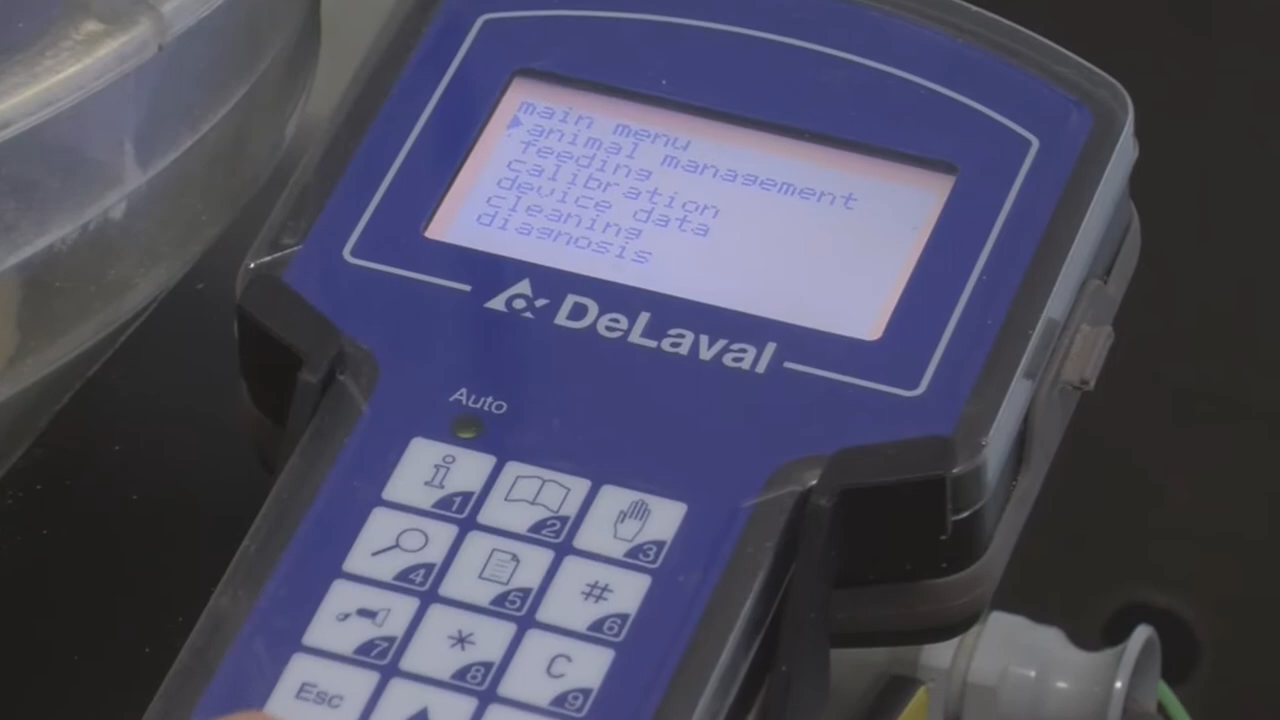 main menu
animal management
feeding
calibration
device data
cleaning
diagnosis
DeLaval
Auto
1
2
3
4
5
# 6
7
* 8
C 9
Esc